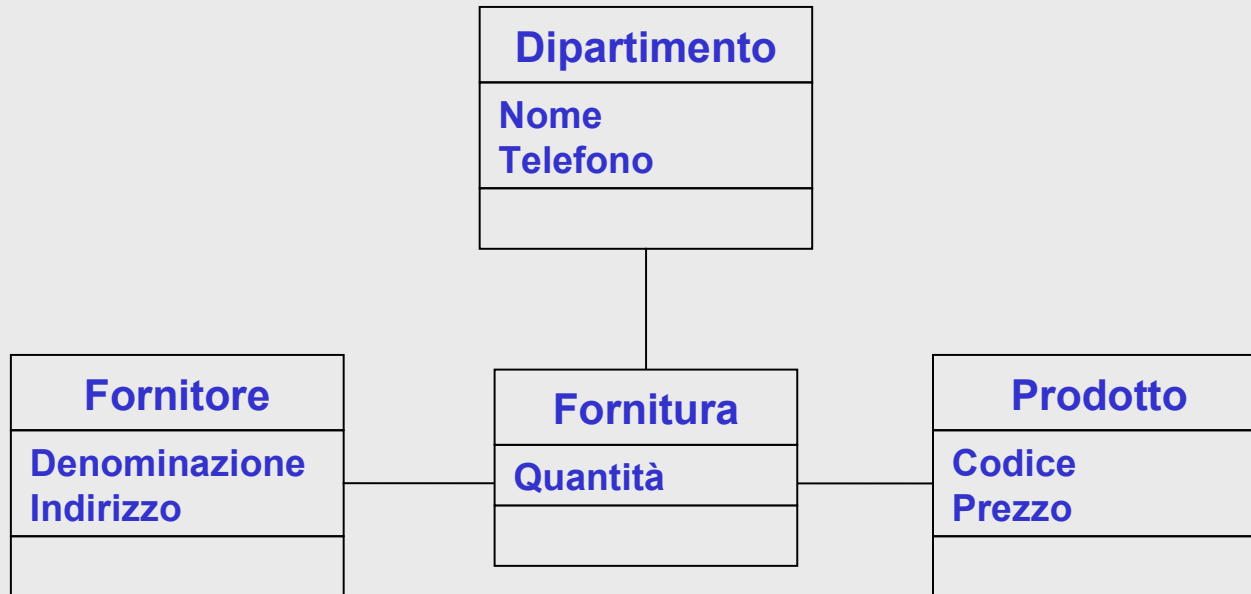 Dipartimento
Nome
Telefono
Fornitore
Denominazione
Indirizzo
Fornitura
Quantità
Prodotto
Codice
Prezzo